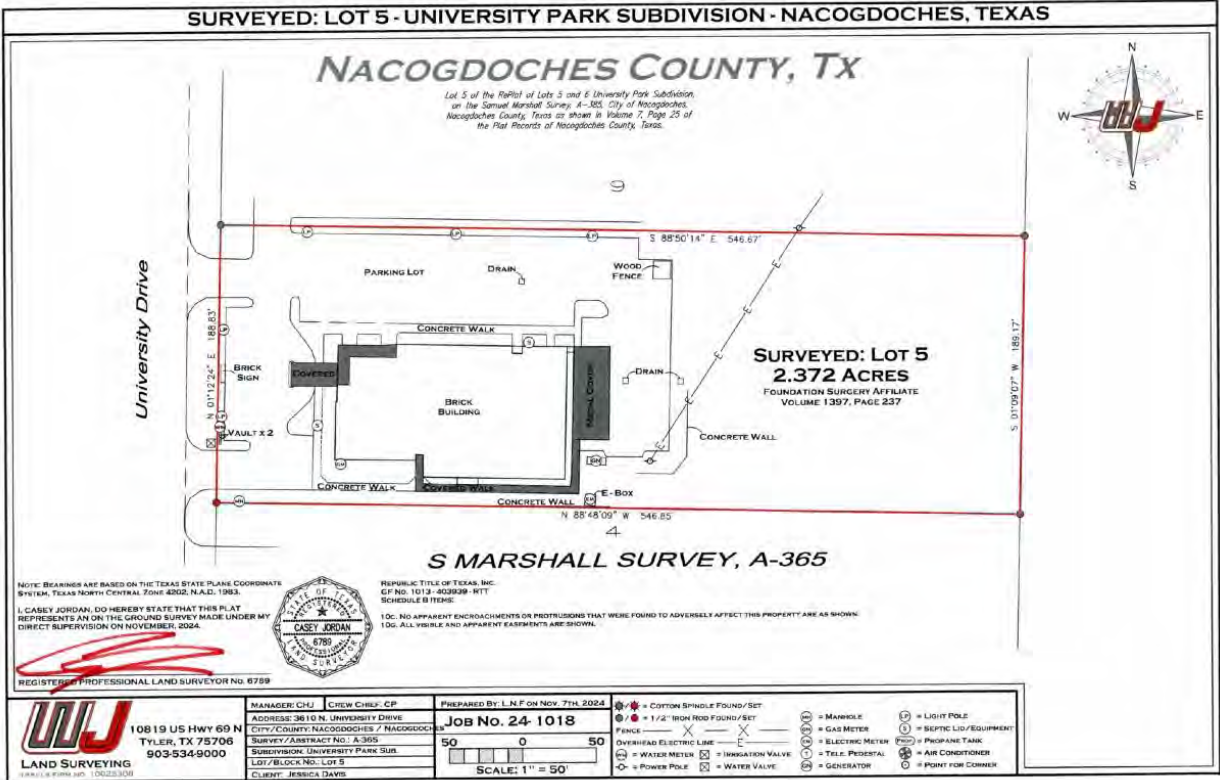 SURVEYED: LOT 5 - UNIVERSITY PARK SUBDIVISION - NACOGDOCHES, TEXAS
NACOGDOCHES COUNTY, TX
Lot 5 of the RePlat of Lots 5 and 6 University Park Subdivision,
on the Samuel Marshall Survey, A-365, City of Nacogdoches,
Nacogdoches County, Texas as shown in Volume 7, Page 25 of
the Plat Records of Nacogdoches County, Texas.
N
W
E
S
WJ
9
S 88°50'14" E 546.67'
LP
LP
LP
PARKING LOT
DRAIN
WOOD
FENCE
University Drive
N 01°12'24" E 188.83'
BRICK
SIGN
VAULT x 2
CONCRETE WALK
COVERED
BRICK
BUILDING
METAL COVER
DRAIN
SURVEYED: LOT 5
2.372 ACRES
FOUNDATION SURGERY AFFILIATE
VOLUME 1397, PAGE 237
S 01°09'07" W 189.17'
CONCRETE WALL
CONCRETE WALK
COVERED WALK
CONCRETE WALL
E-BOX
N 88°48'09" W 546.85'
4
S MARSHALL SURVEY, A-365
NOTE: BEARINGS ARE BASED ON THE TEXAS STATE PLANE COORDINATE
SYSTEM, TEXAS NORTH CENTRAL ZONE 4202, N.A.D. 1983.
I, CASEY JORDAN, DO HEREBY STATE THAT THIS PLAT
REPRESENTS AN ON THE GROUND SURVEY MADE UNDER MY
DIRECT SUPERVISION ON NOVEMBER, 2024.
REGISTERED PROFESSIONAL LAND SURVEYOR NO. 6789
STATE OF TEXAS
REGISTERED
CASEY JORDAN
6789
PROFESSIONAL
LAND SURVEYOR
REPUBLIC TITLE OF TEXAS, INC.
GF NO. 1013 - 403939 - RTT
SCHEDULE B ITEMS:
10C. NO APPARENT ENCROACHMENTS OR PROTRUSIONS THAT WERE FOUND TO ADVERSELY AFFECT THIS PROPERTY ARE AS SHOWN.
10G. ALL VISIBLE AND APPARENT EASEMENTS ARE SHOWN.
WJ
LAND SURVEYING
10819 US HWY 69 N
TYLER, TX 75706
903-534-9000
MANAGER: CHJ CREW CHIEF: CP
ADDRESS: 3610 N. UNIVERSITY DRIVE
CITY/COUNTY: NACOGDOCHES / NACOGDOCHES
SURVEY/ABSTRACT NO.: A-365
SUBDIVISION: UNIVERSITY PARK SUB.
LOT/BLOCK NO.: LOT 5
CLIENT: JESSICA DAVIS
PREPARED BY: L.N.F ON NOV. 7TH, 2024
JOB NO. 24-1018
50 0 50
SCALE: 1" = 50'
= COTTON SPINDLE FOUND/SET
= 1/2" IRON ROD FOUND/SET
FENCE X X
OVERHEAD ELECTRIC LINE E
= WATER METER = IRRIGATION VALVE
= POWER POLE = WATER VALVE
= MANHOLE
= GAS METER
= ELECTRIC METER
= TELE. PEDESTAL
= GENERATOR
= LIGHT POLE
= SEPTIC LID/EQUIPMENT
= PROPANE TANK
= AIR CONDITIONER
= POINT FOR CORNER